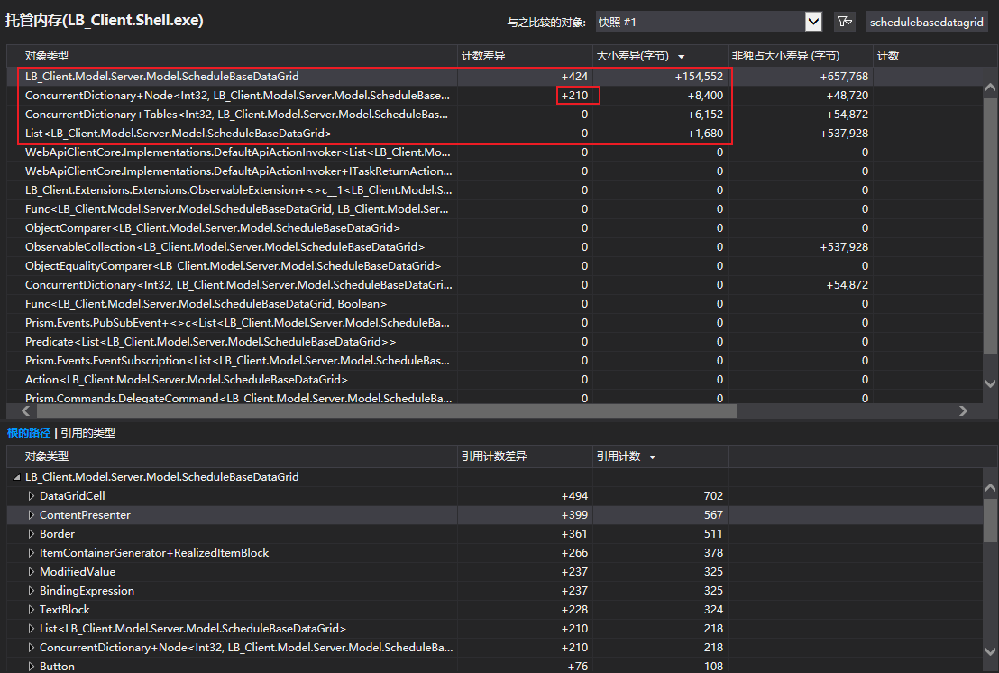 托管内存(LB_Client.Shell.exe) 与之比较的对象: 快照 #1 schedulebasedatagrid
对象类型 计数差异 大小差异(字节) 非独占大小差异 (字节) 计数
LB_Client.Model.Server.Model.ScheduleBaseDataGrid +424 +154,552 +657,768
ConcurrentDictionary+Node<Int32, LB_Client.Model.Server.Model.ScheduleBase... +210 +8,400 +48,720
ConcurrentDictionary+Tables<Int32, LB_Client.Model.Server.Model.ScheduleBas... 0 +6,152 +54,872
List<LB_Client.Model.Server.Model.ScheduleBaseDataGrid> 0 +1,680 +537,928
WebApiClientCore.Implementations.DefaultApiActionInvoker<List<LB_Client.Mo... 0 0 0
WebApiClientCore.Implementations.DefaultApiActionInvoker+ITaskReturnAction... 0 0 0
LB_Client.Extensions.Extensions.ObservableExtension+<>c__1<LB_Client.Model.S... 0 0 0
Func<LB_Client.Model.Server.Model.ScheduleBaseDataGrid, LB_Client.Model.Ser... 0 0 0
ObjectComparer<LB_Client.Model.Server.Model.ScheduleBaseDataGrid> 0 0 0
ObservableCollection<LB_Client.Model.Server.Model.ScheduleBaseDataGrid> 0 0 +537,928
ObjectEqualityComparer<LB_Client.Model.Server.Model.ScheduleBaseDataGrid> 0 0 0
ConcurrentDictionary<Int32, LB_Client.Model.Server.Model.ScheduleBaseDataGri... 0 0 +54,872
Func<LB_Client.Model.Server.Model.ScheduleBaseDataGrid, Boolean> 0 0 0
Prism.Events.PubSubEvent+<>c<List<LB_Client.Model.Server.Model.ScheduleBa... 0 0 0
Predicate<List<LB_Client.Model.Server.Model.ScheduleBaseDataGrid>> 0 0 0
Prism.Events.EventSubscription<List<LB_Client.Model.Server.Model.ScheduleBas... 0 0 0
Action<LB_Client.Model.Server.Model.ScheduleBaseDataGrid> 0 0 0
Prism.Commands.DelegateCommand<LB_Client.Model.Server.Model.ScheduleBa... 0 0 0
根的路径 | 引用的类型
对象类型 引用计数差异 引用计数
LB_Client.Model.Server.Model.ScheduleBaseDataGrid
DataGridCell +494 702
ContentPresenter +399 567
Border +361 511
ItemContainerGenerator+RealizedItemBlock +266 378
ModifiedValue +237 325
BindingExpression +237 325
TextBlock +228 324
List<LB_Client.Model.Server.Model.ScheduleBaseDataGrid> +210 218
ConcurrentDictionary+Node<Int32, LB_Client.Model.Server.Model.ScheduleBa... +210 218
Button +76 108